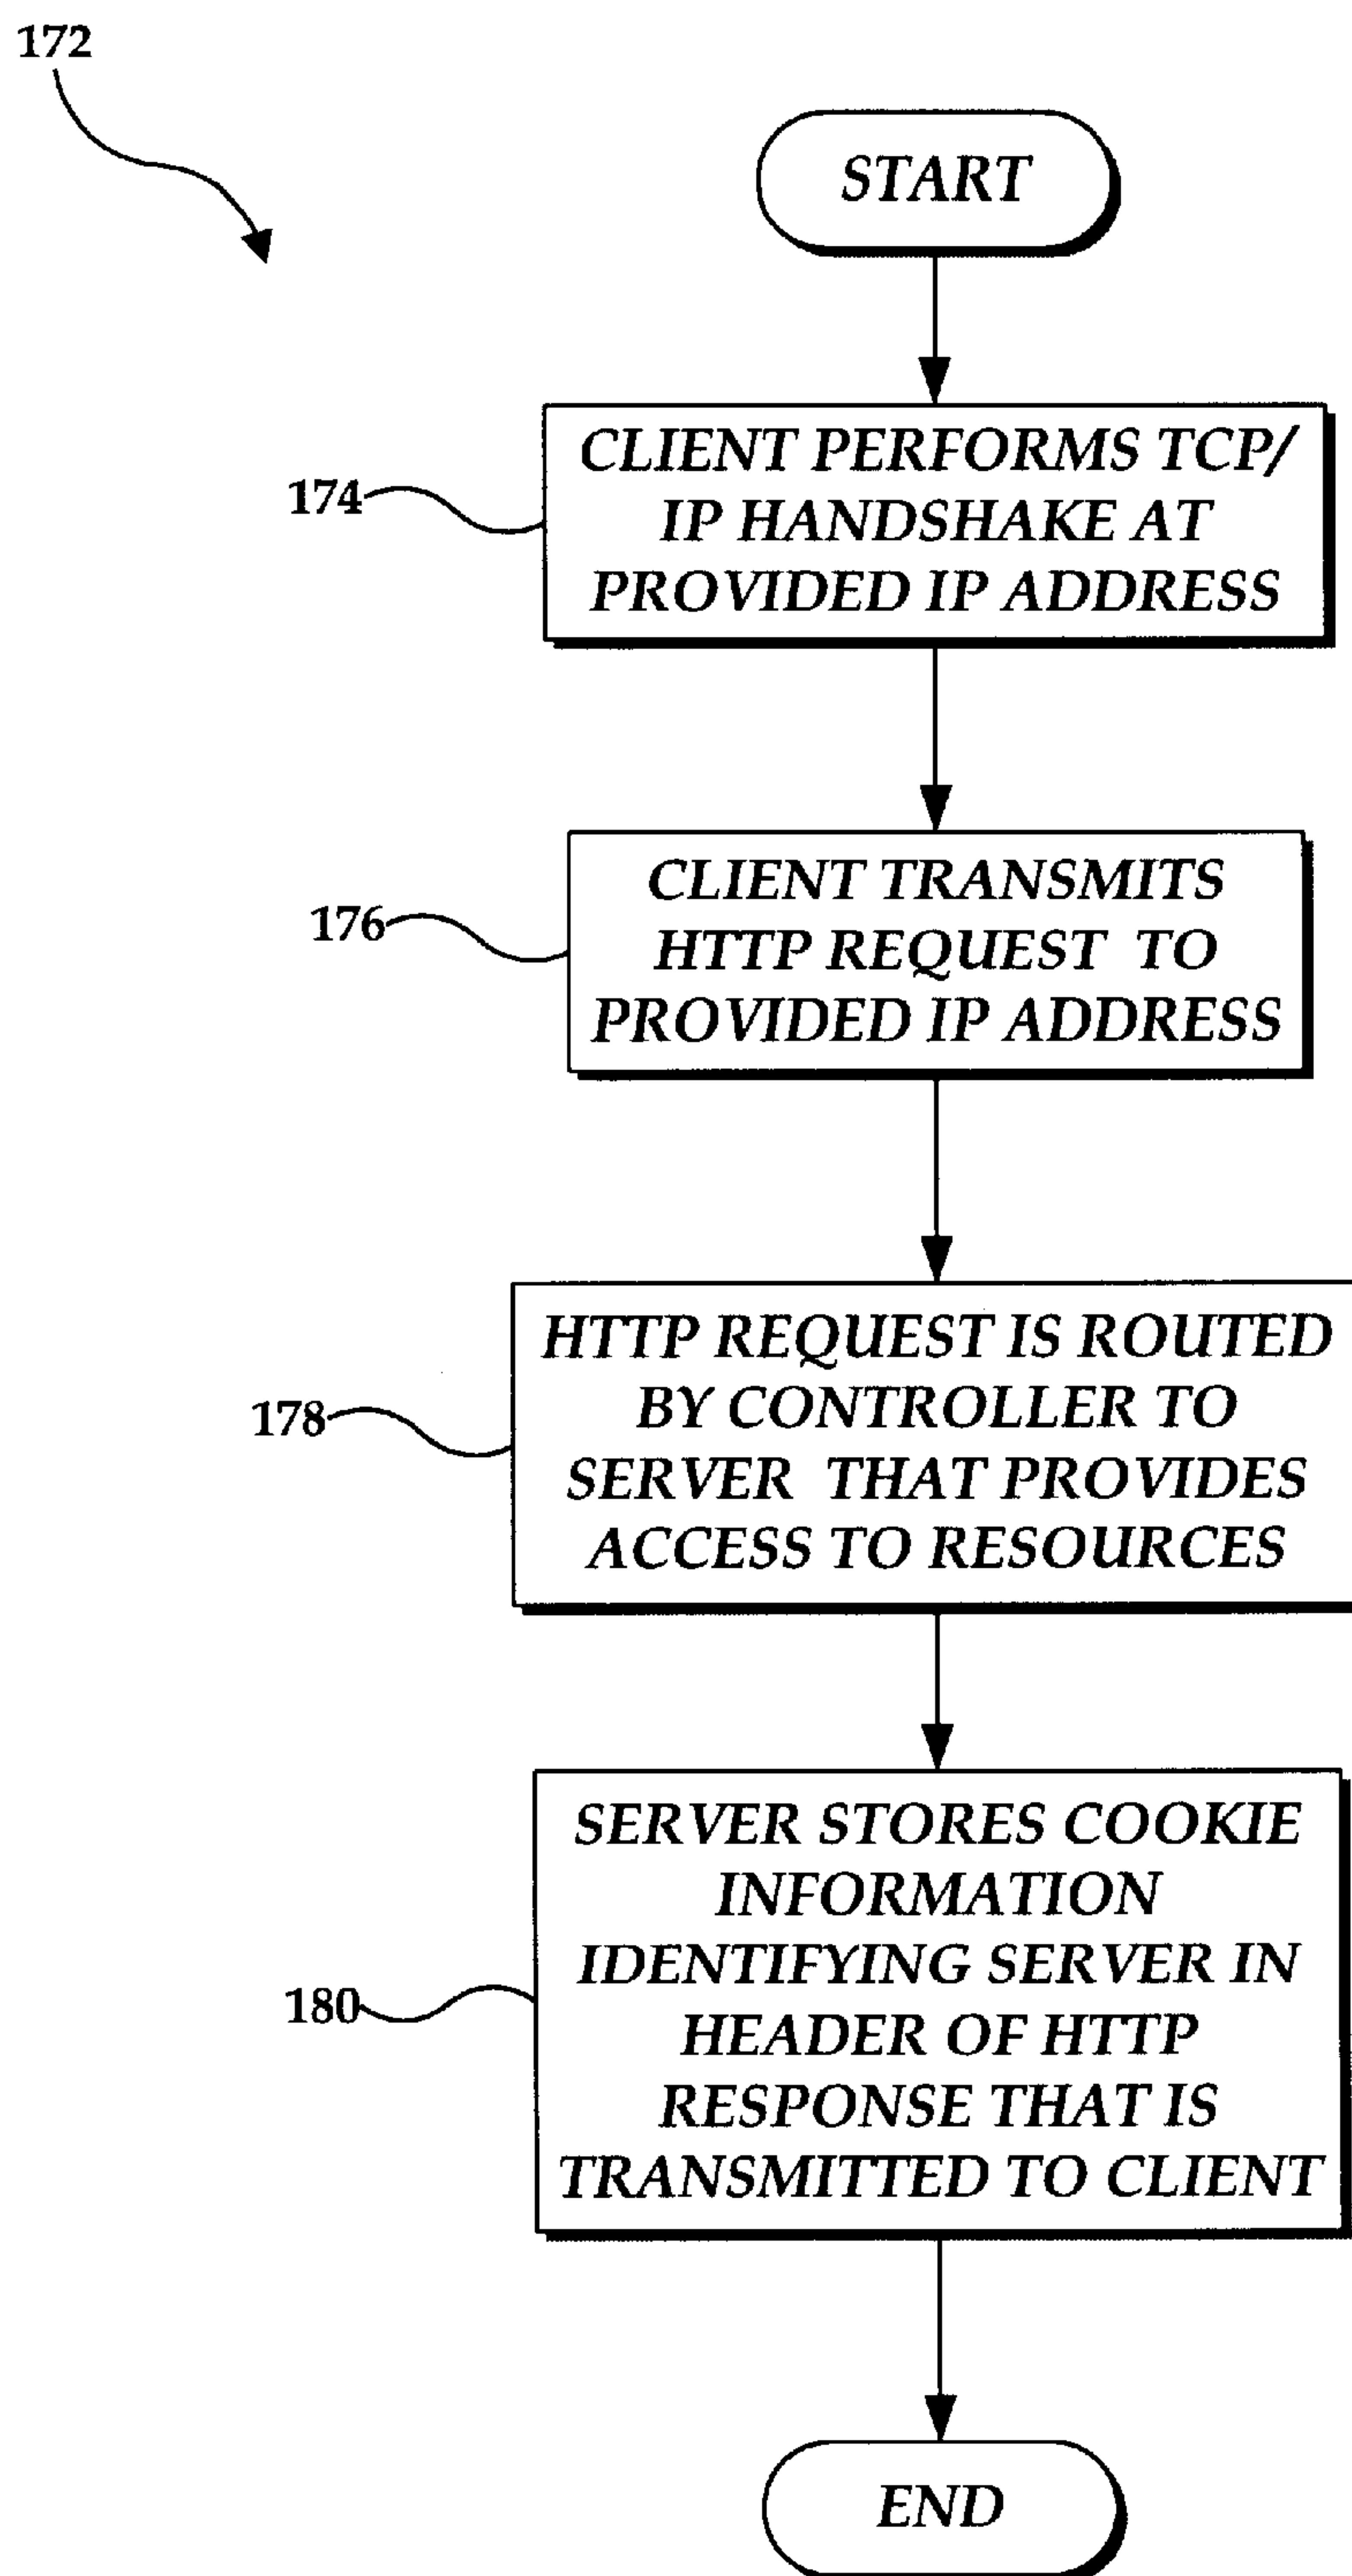 172
START
174
CLIENT PERFORMS TCP/
IP HANDSHAKE AT
PROVIDED IP ADDRESS
176
CLIENT TRANSMITS
HTTP REQUEST TO
PROVIDED IP ADDRESS
178
HTTP REQUEST IS ROUTED
BY CONTROLLER TO
SERVER THAT PROVIDES
ACCESS TO RESOURCES
180
SERVER STORES COOKIE
INFORMATION
IDENTIFYING SERVER IN
HEADER OF HTTP
RESPONSE THAT IS
TRANSMITTED TO CLIENT
END